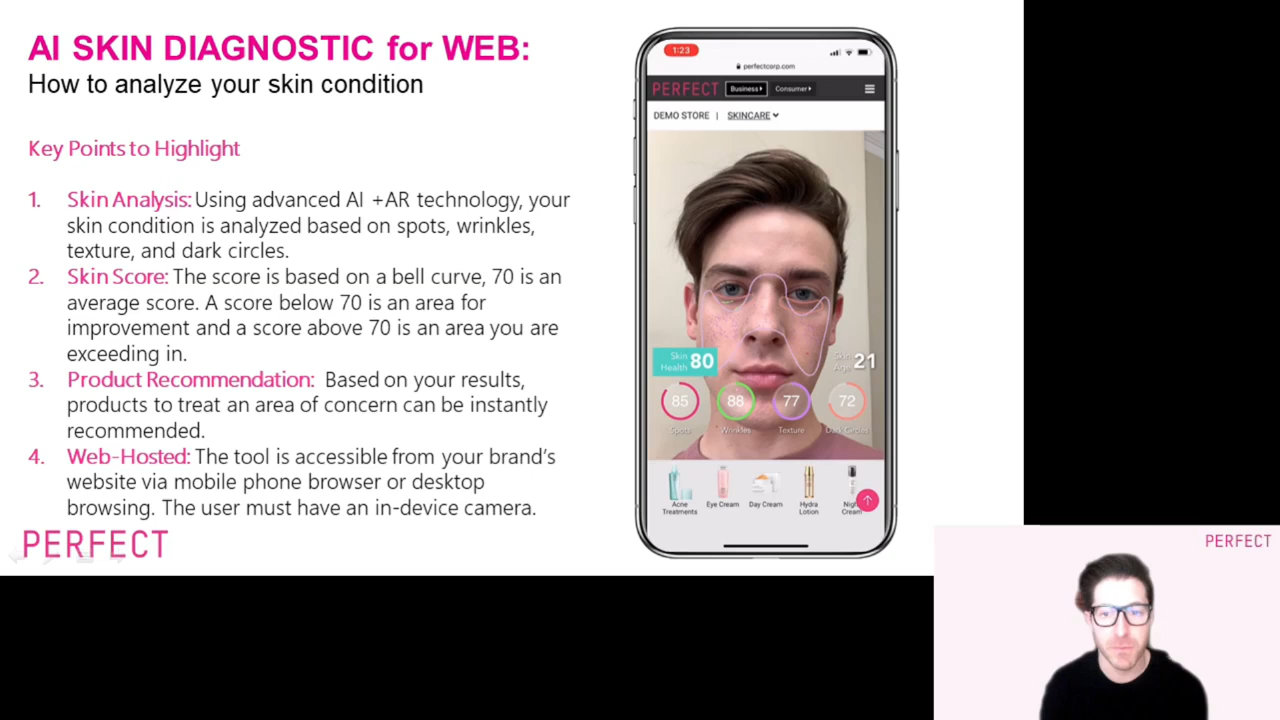 AI SKIN DIAGNOSTIC for WEB:
How to analyze your skin condition
Key Points to Highlight
1. Skin Analysis: Using advanced AI +AR technology, your
skin condition is analyzed based on spots, wrinkles,
texture, and dark circles.
2. Skin Score: The score is based on a bell curve, 70 is an
average score. A score below 70 is an area for
improvement and a score above 70 is an area you are
exceeding in.
3. Product Recommendation: Based on your results,
products to treat an area of concern can be instantly
recommended.
4. Web-Hosted: The tool is accessible from your brand's
website via mobile phone browser or desktop
browsing. The user must have an in-device camera.
PERFECT
1:23
perfectcorp.com
PERFECT Business Consumer
DEMO STORE | SKINCARE
Skin Health 80
Skin Age 21
85 88 77 72
Spots Wrinkles Texture Dark Circles
Acne Treatments
Eye Cream
Day Cream
Hydra Lotion
Night Cream
PERFECT